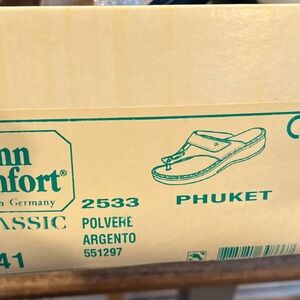 nn
nfort®
n Germany
ASSIC
41
2533
POLVERE
ARGENTO
551297
PHUKET